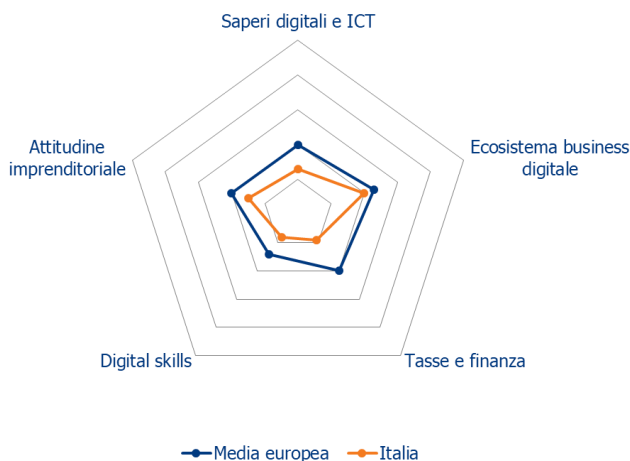 Saperi digitali e ICT
Attitudine
imprenditoriale
Ecosistema business
digitale
Digital skills
Tasse e finanza
Media europea
Italia